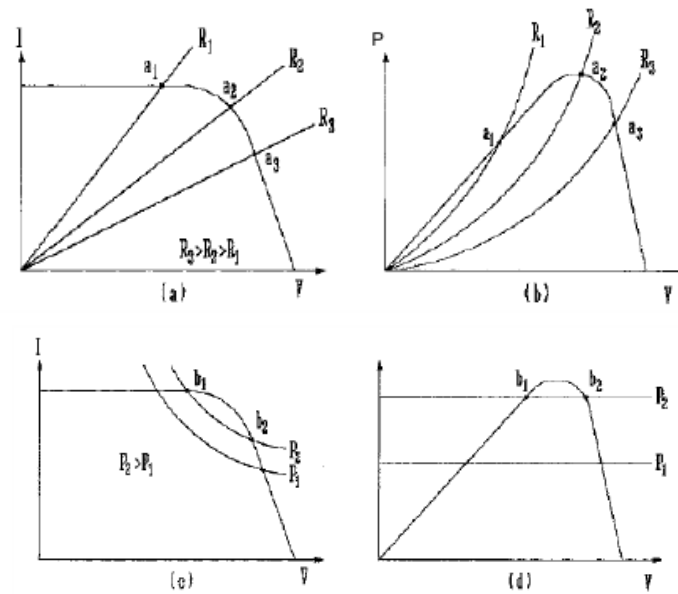 I
R₁
a₁
R₂
a₂
R₃
a₃
R₃>R₂>R₁
V
(a)
P
R₁
R₂
a₂
R₃
a₁
a₃
V
(b)
I
b₁
b₂
P₂>P₁
P₂
P₁
V
(c)
b₁
b₂
P₂
P₁
V
(d)